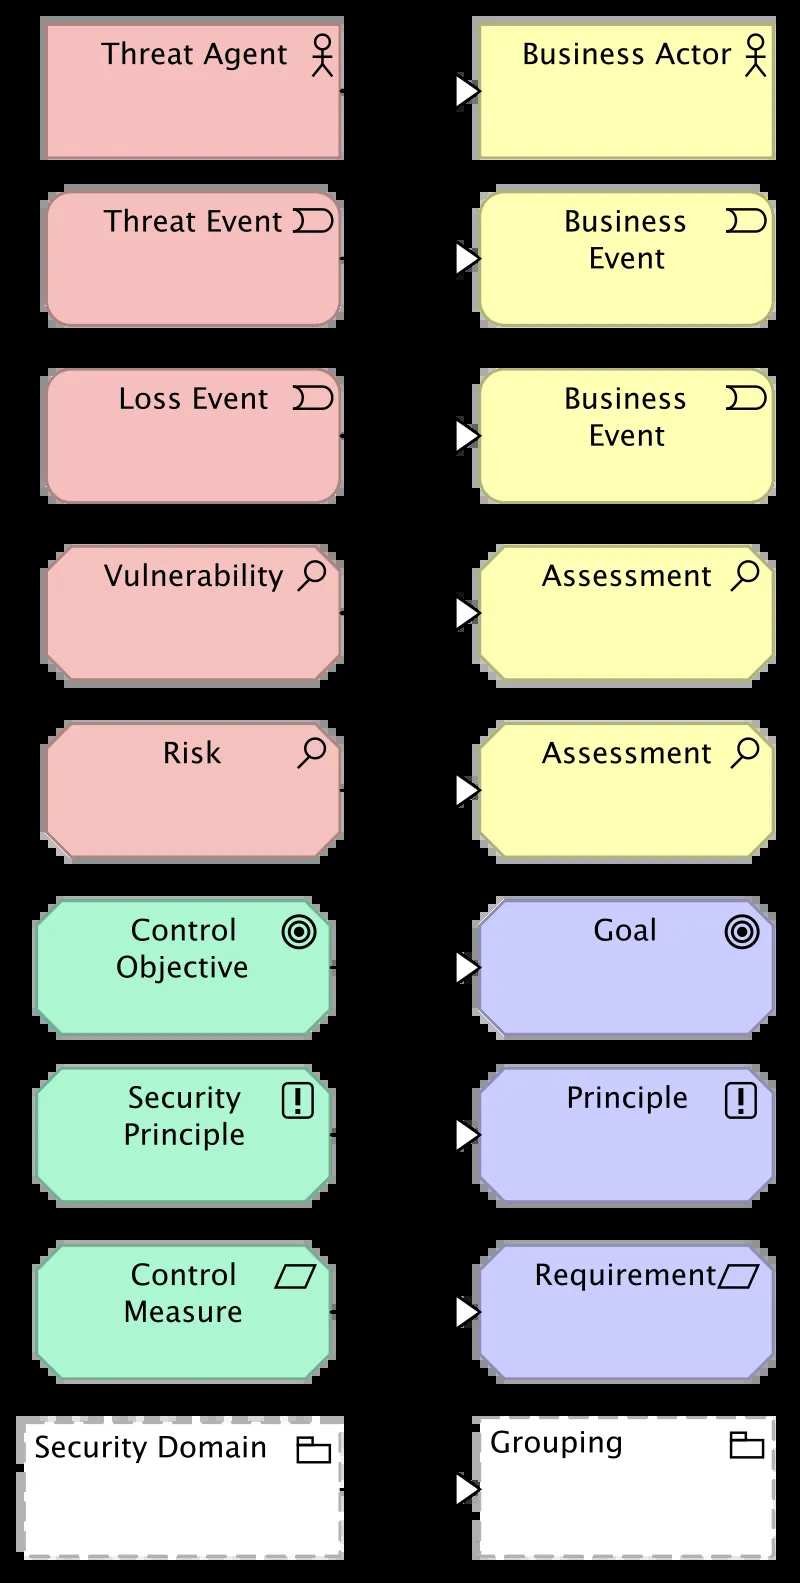 Threat Agent
Business Actor
Threat Event
Business
Event
Loss Event
Business
Event
Vulnerability
Assessment
Risk
Assessment
Control
Objective
Goal
Security
Principle
Principle
Control
Measure
Requirement
Security Domain
Grouping